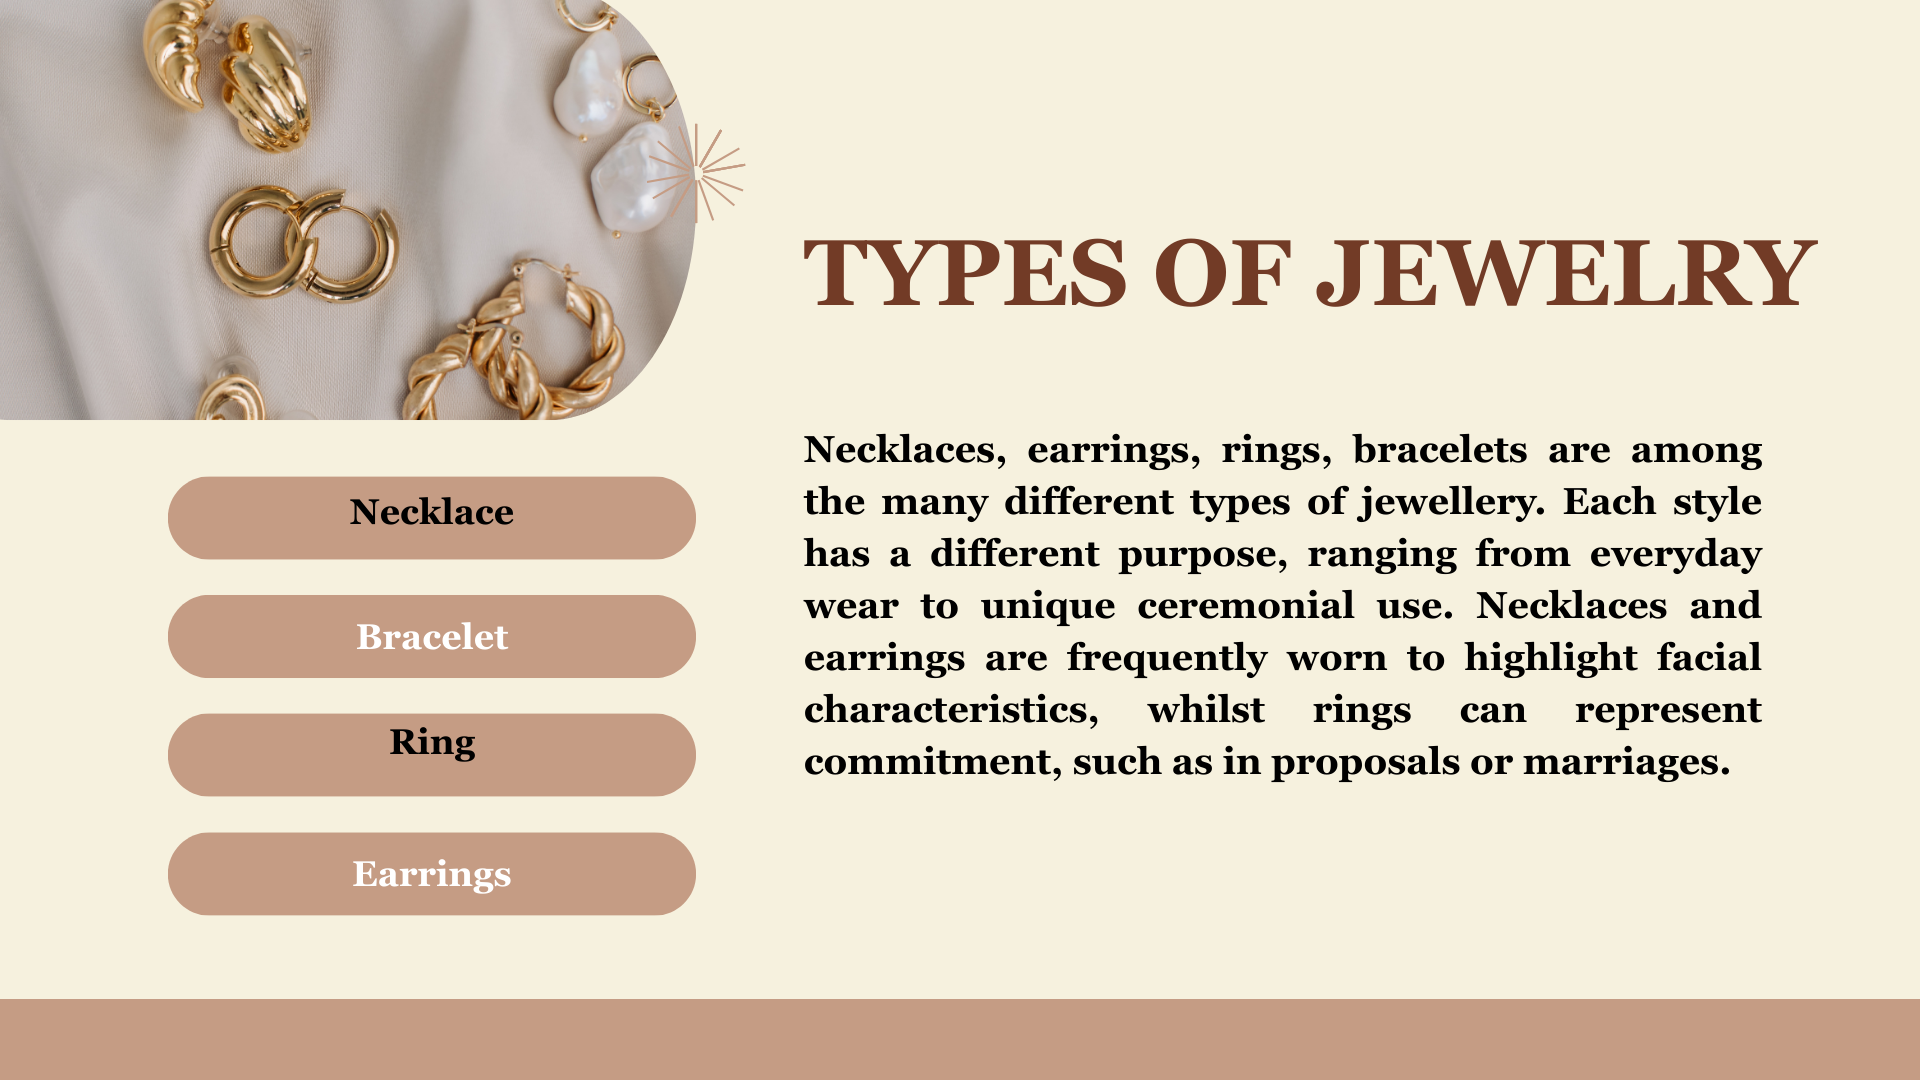 TYPES OF JEWELRY
Necklaces, earrings, rings, bracelets are among
the many different types of jewellery. Each style
has a different purpose, ranging from everyday
wear to unique ceremonial use. Necklaces and
earrings are frequently worn to highlight facial
characteristics, whilst rings can represent
commitment, such as in proposals or marriages.
Necklace
Bracelet
Ring
Earrings